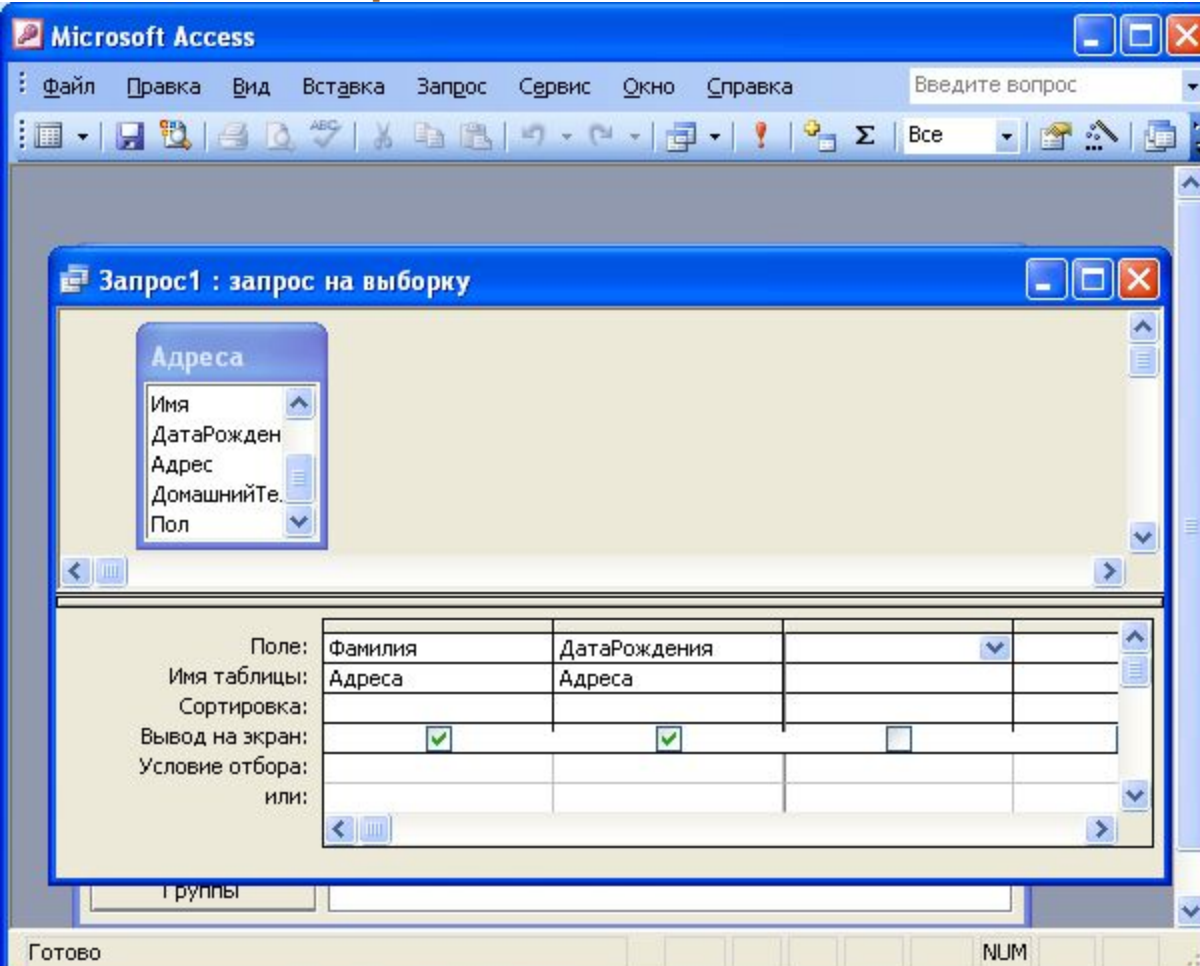 Microsoft Access
Файл Правка Вид Вставка Запрос Сервис Окно Справка Введите вопрос
ABC Σ Все
Запрос1 : запрос на выборку
Адреса
Имя
ДатаРожден
Адрес
ДомашнийТе.
Пол
Поле: Фамилия ДатаРождения
Имя таблицы: Адреса Адреса
Сортировка:
Вывод на экран:
Условие отбора:
или:
Группы
Готово NUM